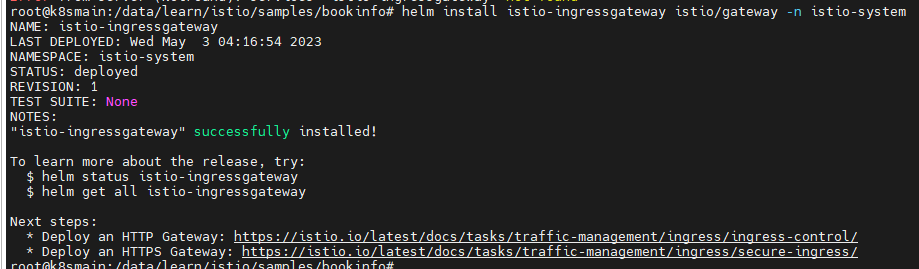 root@k8smain:/data/learn/istio/samples/bookinfo# helm install istio-ingressgateway istio/gateway -n istio-system
NAME: istio-ingressgateway
LAST DEPLOYED: Wed May  3 04:16:54 2023
NAMESPACE: istio-system
STATUS: deployed
REVISION: 1
TEST SUITE: None
NOTES:
"istio-ingressgateway" successfully installed!

To learn more about the release, try:
  $ helm status istio-ingressgateway
  $ helm get all istio-ingressgateway

Next steps:
  * Deploy an HTTP Gateway: https://istio.io/latest/docs/tasks/traffic-management/ingress/ingress-control/
  * Deploy an HTTPS Gateway: https://istio.io/latest/docs/tasks/traffic-management/ingress/secure-ingress/
root@k8smain:/data/learn/istio/samples/bookinfo#